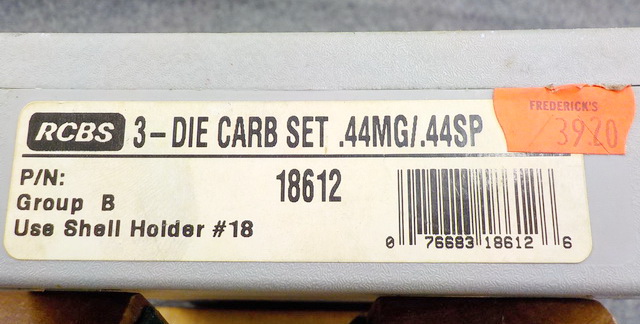 RCBS 3-DIE CARB SET .44MG/.44SP
FREDERICK'S
39.20
P/N: 18612
Group B
Use Shell Holder #18
0 76683 18612 6